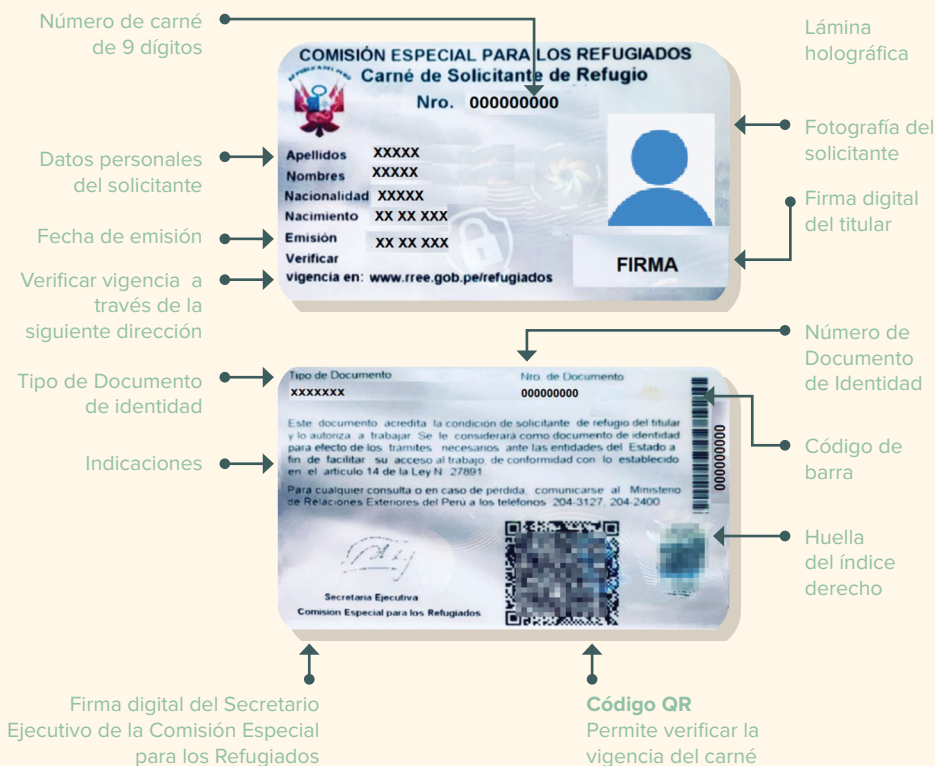 Número de carné
de 9 dígitos
Lámina
holográfica
COMISIÓN ESPECIAL PARA LOS REFUGIADOS
REPUBLICA DEL PERU
Carné de Solicitante de Refugio
Nro. 000000000
Fotografía del
solicitante
Datos personales
del solicitante
Apellidos XXXXX
Nombres XXXXX
Nacionalidad XXXXX
Nacimiento XX XX XXX
Firma digital
del titular
Fecha de emisión
Emisión XX XX XXX
Verificar
vigencia en: www.rree.gob.pe/refugiados
FIRMA
Verificar vigencia a
través de la
siguiente dirección
Número de
Documento
de Identidad
Tipo de Documento
de identidad
Tipo de Documento Nro. de Documento
XXXXXXX 000000000
Este documento acredita la condición de solicitante de refugio del titular
y lo autoriza a trabajar Se le considerará como documento de identidad
para efecto de los tramites necesarios ante las entidades del Estado a
fin de facilitar su acceso al trabajo, de conformidad con lo establecido
en el articulo 14 de la Ley N 27891.
Para cualquier consulta o en caso de perdida, comunicarse al Ministerio
de Relaciones Exteriores del Perú a los teléfonos 204-3127, 204-2400
000000000
Indicaciones
Código de
barra
Huella
del índice
derecho
Secretaria Ejecutiva
Comision Especial para los Refugiados
Firma digital del Secretario
Ejecutivo de la Comisión Especial
para los Refugiados
Código QR
Permite verificar la
vigencia del carné